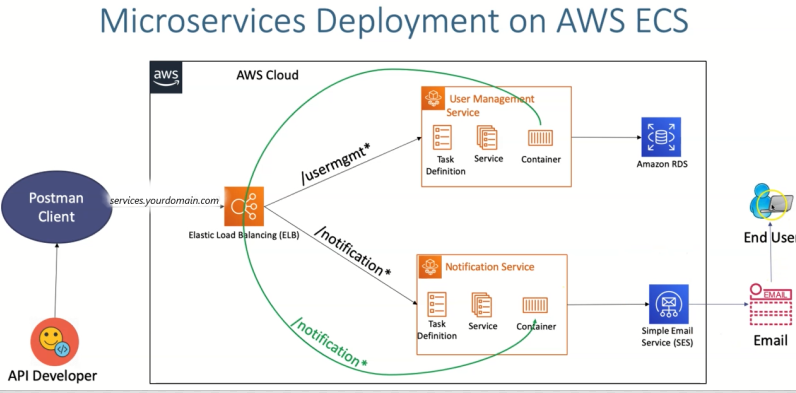 Microservices Deployment on AWS ECS
aws
AWS Cloud
User Management
Service
Task
Definition
Service
Container
Amazon RDS
/usermgmt*
Postman
Client
services.yourdomain.com
Elastic Load Balancing (ELB)
/notification*
End User
Notification Service
Task
Definition
Service
Container
Simple Email
Service (SES)
EMAIL
Email
/notification*
API Developer